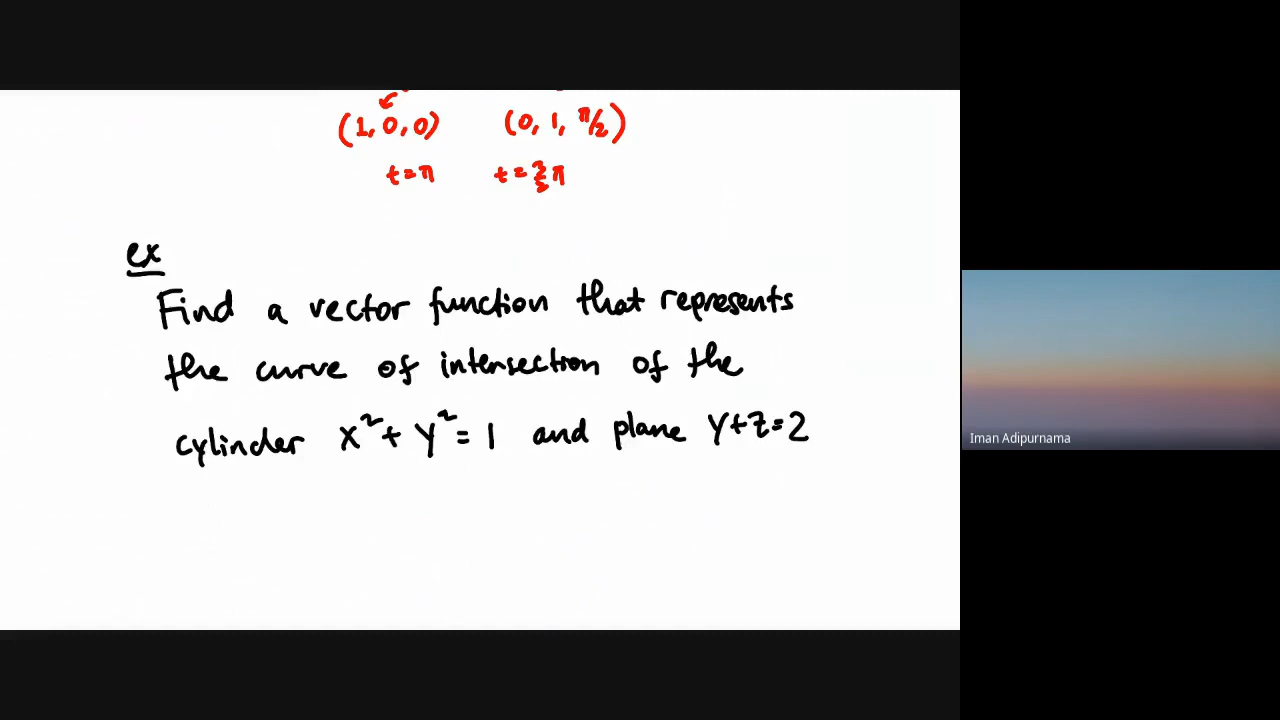 (1, 0, 0) (0, 1, π/2)
t = π t = 3/2 π
ex
Find a vector function that represents
the curve of intersection of the
cylinder x² + y² = 1 and plane y+z=2
Iman Adipurnama